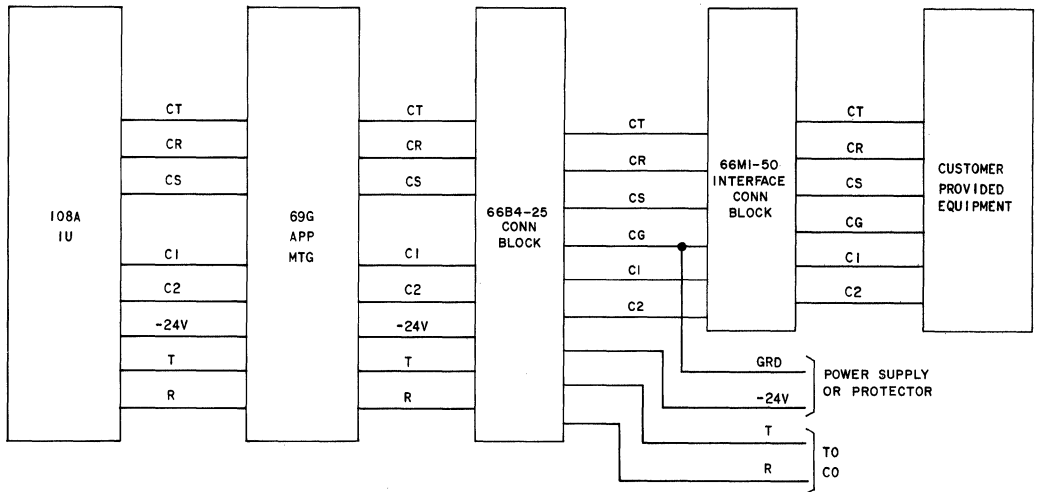 108A
IU
CT
CR
CS
C1
C2
-24V
T
R
69G
APP
MTG
CT
CR
CS
C1
C2
-24V
T
R
66B4-25
CONN
BLOCK
CT
CR
CS
CG
C1
C2
66M1-50
INTERFACE
CONN
BLOCK
CT
CR
CS
CG
C1
C2
CUSTOMER
PROVIDED
EQUIPMENT
GRD
-24V
POWER SUPPLY
OR PROTECTOR
T
R
TO
CO